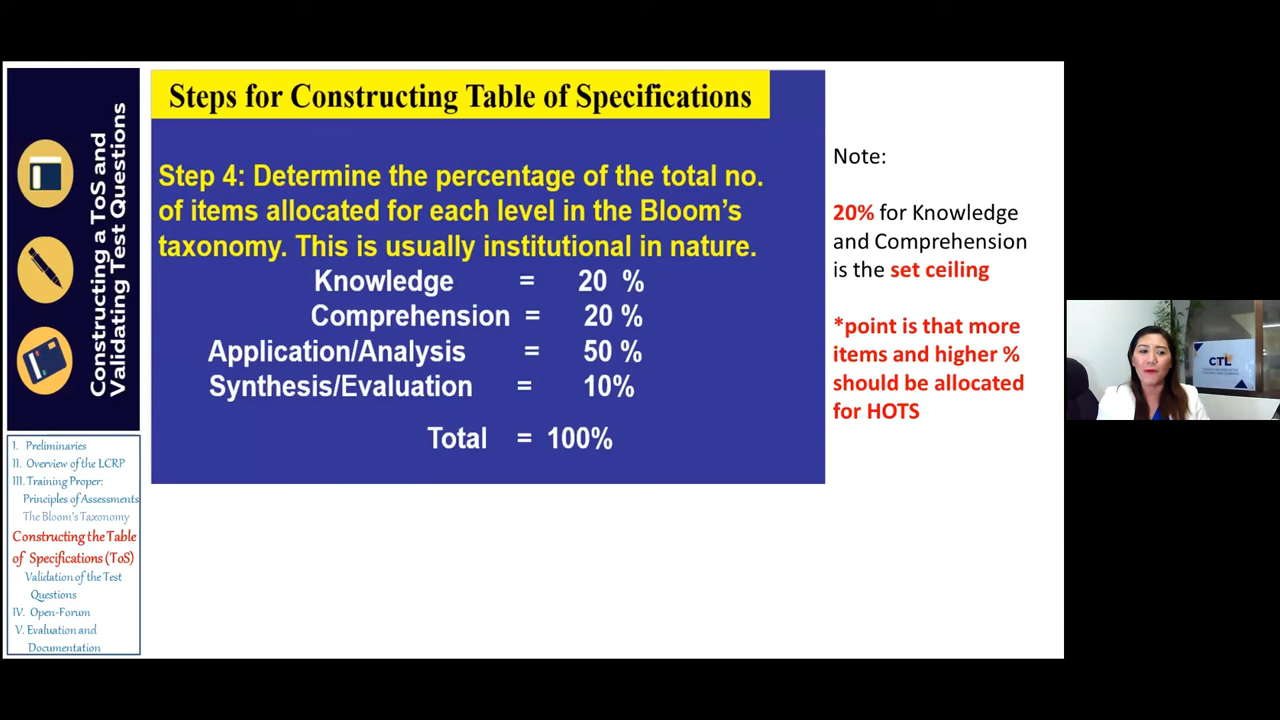 Constructing a ToS and
Validating Test Questions
Steps for Constructing Table of Specifications
Step 4: Determine the percentage of the total no.
of items allocated for each level in the Bloom's
taxonomy. This is usually institutional in nature.
Knowledge = 20 %
Comprehension = 20 %
Application/Analysis = 50 %
Synthesis/Evaluation = 10%
Total = 100%
Note:
20% for Knowledge
and Comprehension
is the set ceiling
*point is that more
items and higher %
should be allocated
for HOTS
I. Preliminaries
II. Overview of the LCRP
III. Training Proper:
Principles of Assessments
The Bloom's Taxonomy
Constructing the Table
of Specifications (ToS)
Validation of the Test
Questions
IV. Open-Forum
V. Evaluation and
Documentation
CTL